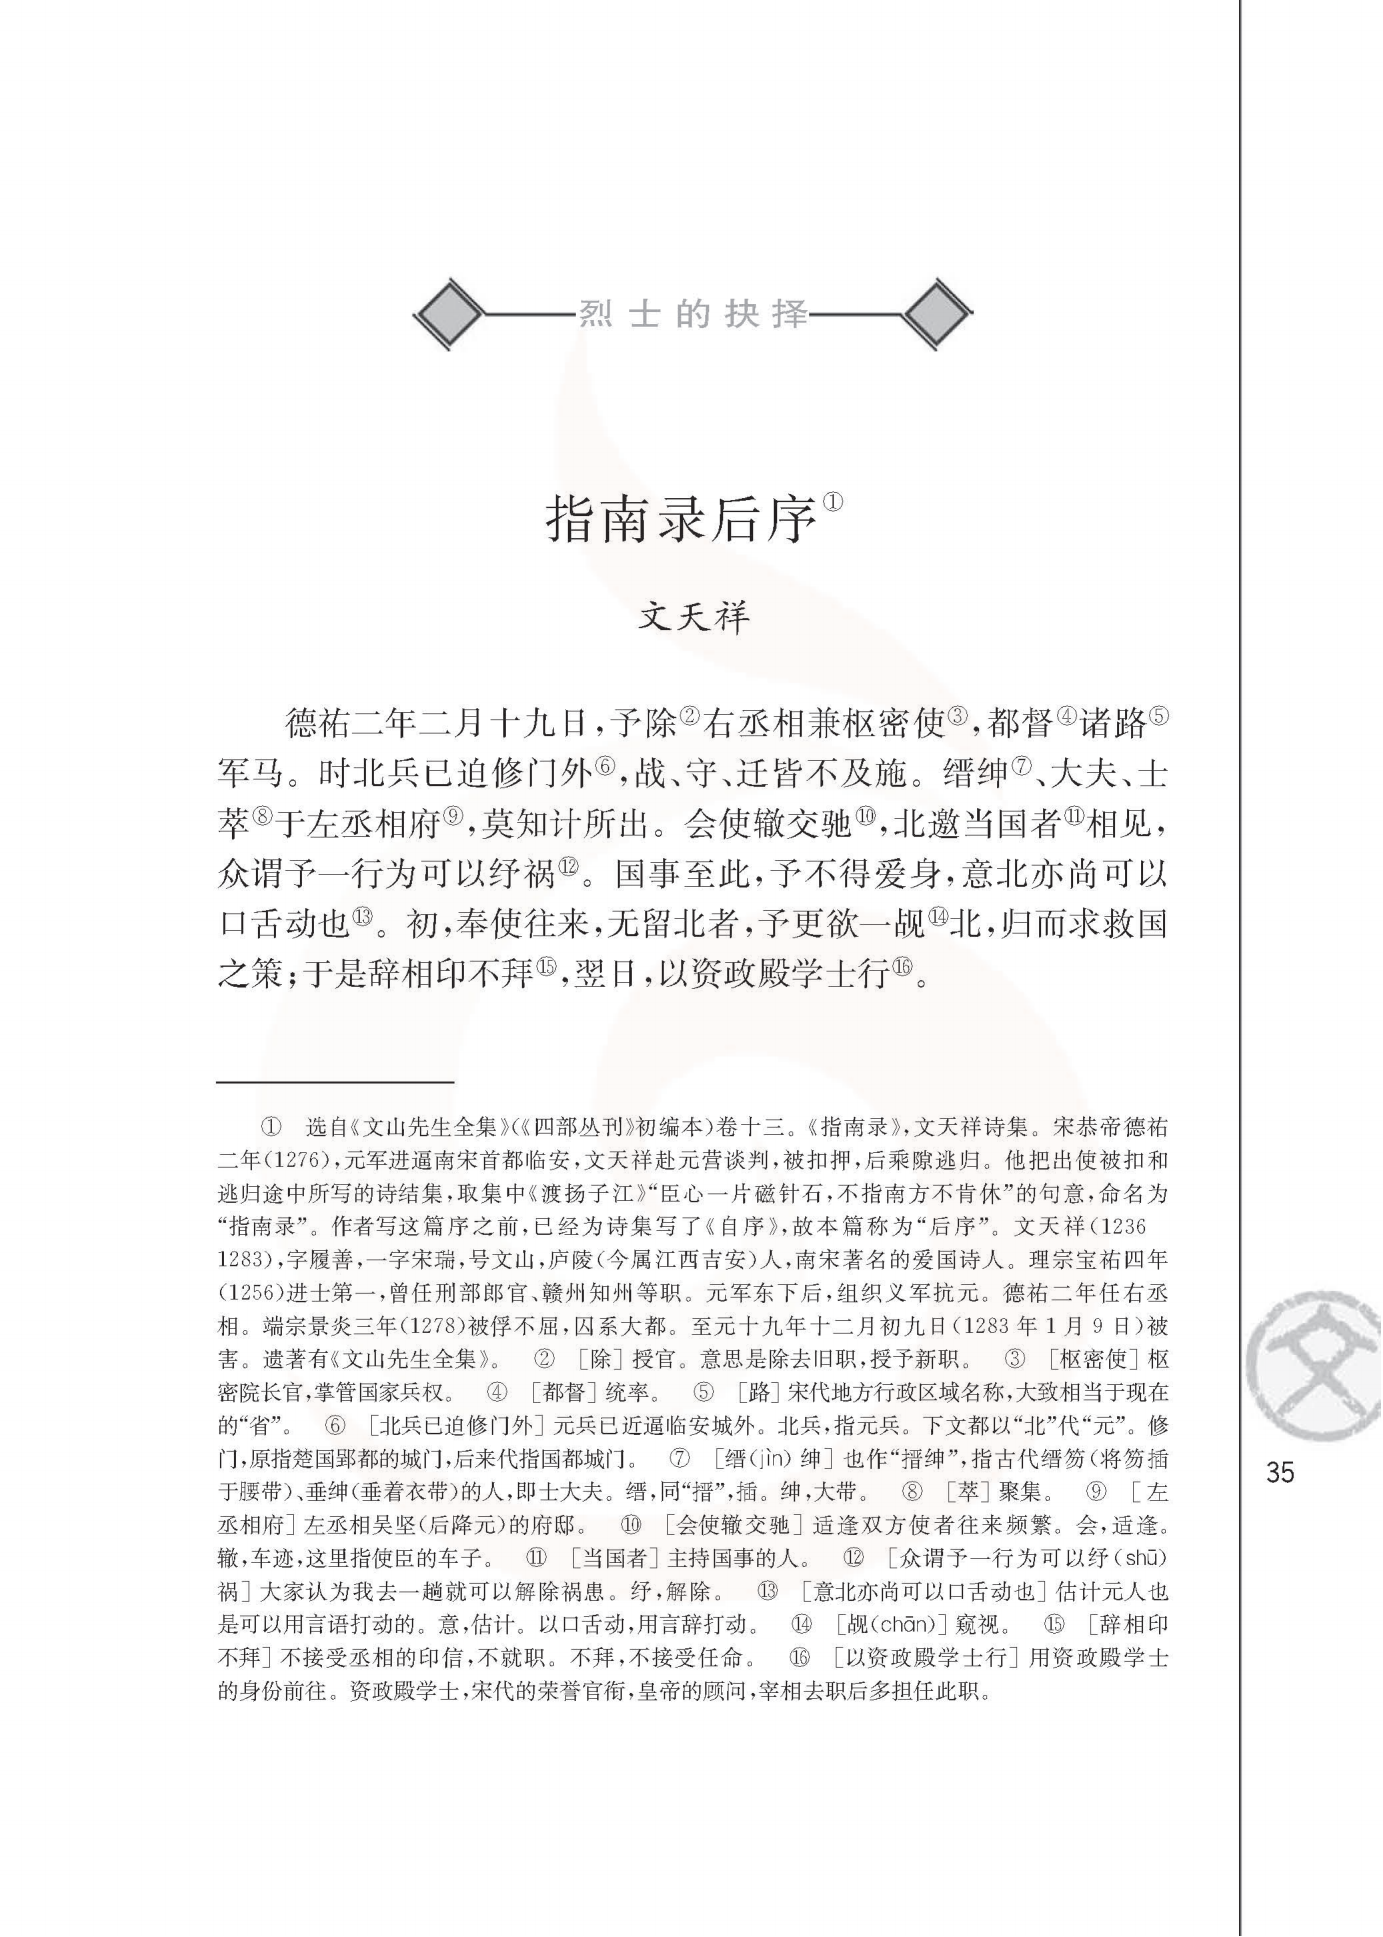 烈士的抉择
指南录后序①
文天祥
德祐二年二月十九日，予除②右丞相兼枢密使③，都督④诸路⑤
军马。时北兵已迫修门外⑥，战、守、迁皆不及施。缙绅⑦、大夫、士
萃⑧于左丞相府⑨，莫知计所出。会使辙交驰⑩，北邀当国者⑪相见，
众谓予一行为可以纾祸⑫。国事至此，予不得爱身，意北亦尚可以
口舌动也⑬。初，奉使往来，无留北者，予更欲一觇⑭北，归而求救国
之策；于是辞相印不拜⑮，翌日，以资政殿学士行⑯。
① 选自《文山先生全集》(《四部丛刊》初编本)卷十三。《指南录》，文天祥诗集。宋恭帝德祐
二年(1276)，元军进逼南宋首都临安，文天祥赴元营谈判，被扣押，后乘隙逃归。他把出使被扣和
逃归途中所写的诗结集，取集中《渡扬子江》“臣心一片磁针石，不指南方不肯休”的句意，命名为
“指南录”。作者写这篇序之前，已经为诗集写了《自序》，故本篇称为“后序”。文天祥(1236
1283)，字履善，一字宋瑞，号文山，庐陵(今属江西吉安)人，南宋著名的爱国诗人。理宗宝祐四年
(1256)进士第一，曾任刑部郎官、赣州知州等职。元军东下后，组织义军抗元。德祐二年任右丞
相。端宗景炎三年(1278)被俘不屈，囚系大都。至元十九年十二月初九日(1283年1月9日)被
害。遗著有《文山先生全集》。 ② ［除］授官。意思是除去旧职，授予新职。 ③ ［枢密使］枢
密院长官，掌管国家兵权。 ④ ［都督］统率。 ⑤ ［路］宋代地方行政区域名称，大致相当于现在
的“省”。 ⑥ ［北兵已迫修门外］元兵已近逼临安城外。北兵，指元兵。下文都以“北”代“元”。修
门，原指楚国郢都的城门，后来代指国都城门。 ⑦ ［缙(jìn)绅］也作“搢绅”，指古代缙笏(将笏插
于腰带)、垂绅(垂着衣带)的人，即士大夫。缙，同“搢”，插。绅，大带。 ⑧ ［萃］聚集。 ⑨ ［左
丞相府］左丞相吴坚(后降元)的府邸。 ⑩ ［会使辙交驰］适逢双方使者往来频繁。会，适逢。
辙，车迹，这里指使臣的车子。 ⑪ ［当国者］主持国事的人。 ⑫ ［众谓予一行为可以纾(shū)
祸］大家认为我去一趟就可以解除祸患。纾，解除。 ⑬ ［意北亦尚可以口舌动也］估计元人也
是可以用言语打动的。意，估计。以口舌动，用言辞打动。 ⑭ ［觇(chān)］窥视。 ⑮ ［辞相印
不拜］不接受丞相的印信，不就职。不拜，不接受任命。 ⑯ ［以资政殿学士行］用资政殿学士
的身份前往。资政殿学士，宋代的荣誉官衔，皇帝的顾问，宰相去职后多担任此职。
文
35